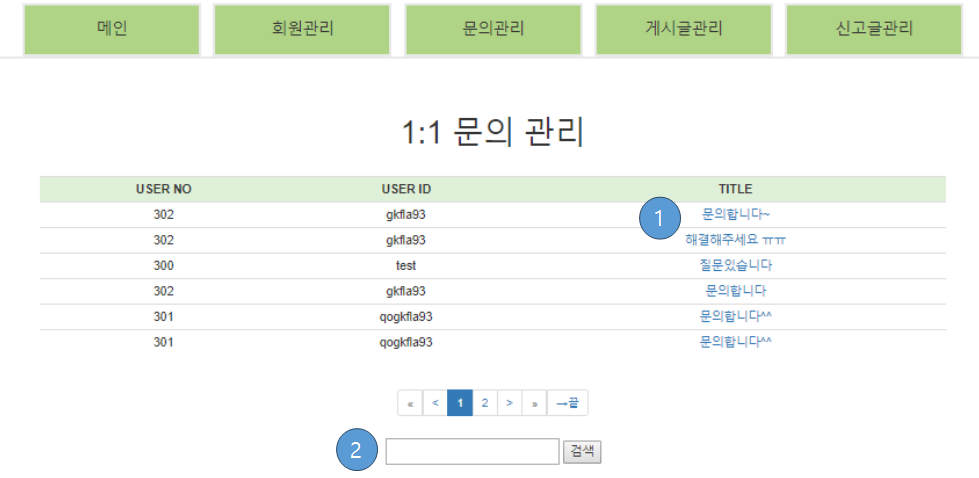 메인 회원관리 문의관리 게시글관리 신고글관리
1:1 문의 관리
USER NO USER ID TITLE
302 gkfla93 1 문의합니다~
302 gkfla93 해결해주세요 ㅠㅠ
300 test 질문있습니다
302 gkfla93 문의합니다
301 qogkfla93 문의합니다^^
301 qogkfla93 문의합니다^^
« < 1 2 > » →끝
2 검색